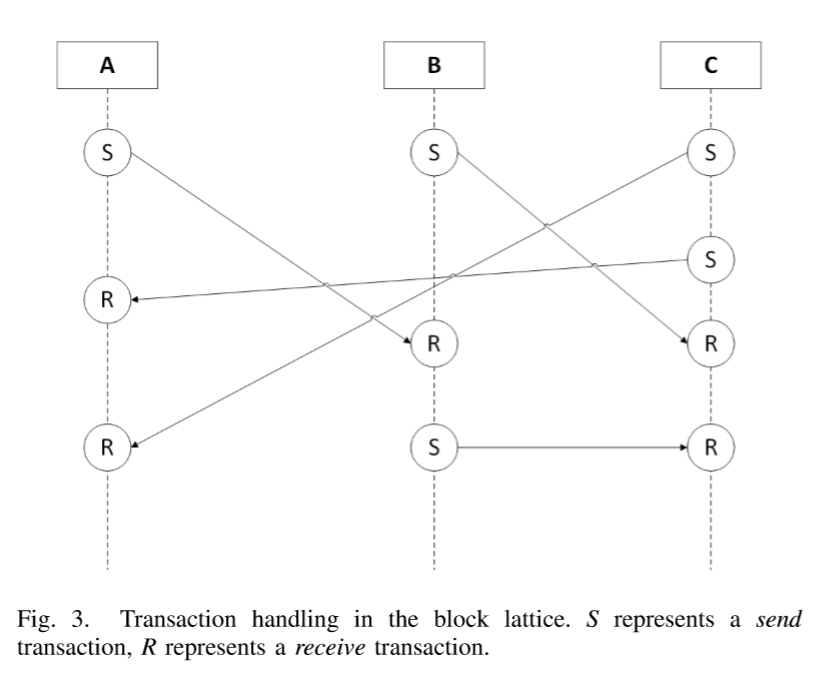 A B C
S S S
S
R
R R
R S R
Fig. 3. Transaction handling in the block lattice. S represents a send
transaction, R represents a receive transaction.